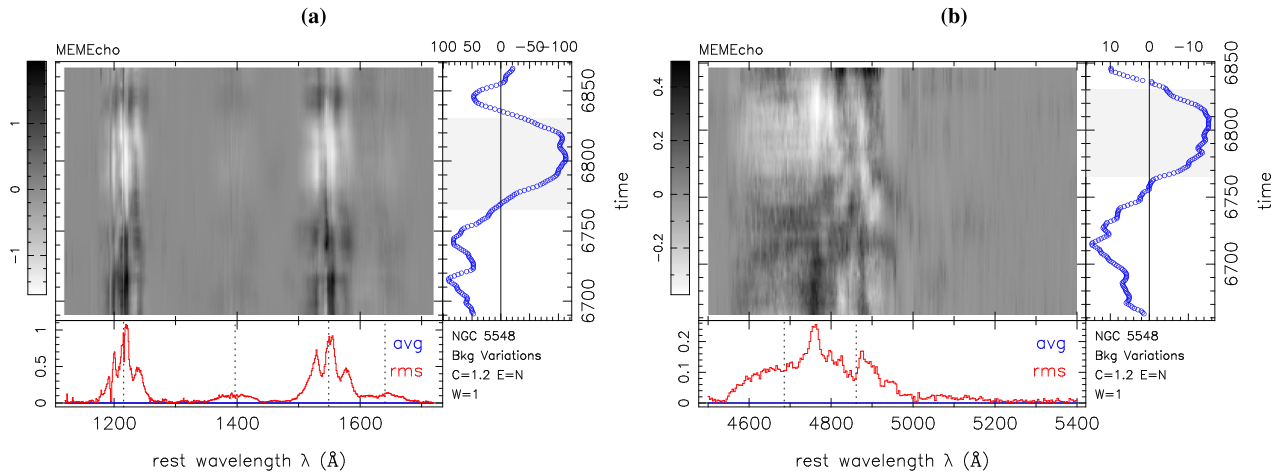 (a)
MEMEcho
100 50 0 −50 −100
1
0
−1
6850
6800
6750
6700
time
1
0.5
0
avg
rms
NGC 5548
Bkg Variations
C=1.2 E=N
W=1
1200 1400 1600
rest wavelength λ (Å)
(b)
MEMEcho
10 0 −10
0.4
0.2
0
−0.2
6850
6800
6750
6700
time
0.2
0.1
0
avg
rms
NGC 5548
Bkg Variations
C=1.2 E=N
W=1
4600 4800 5000 5200 5400
rest wavelength λ (Å)